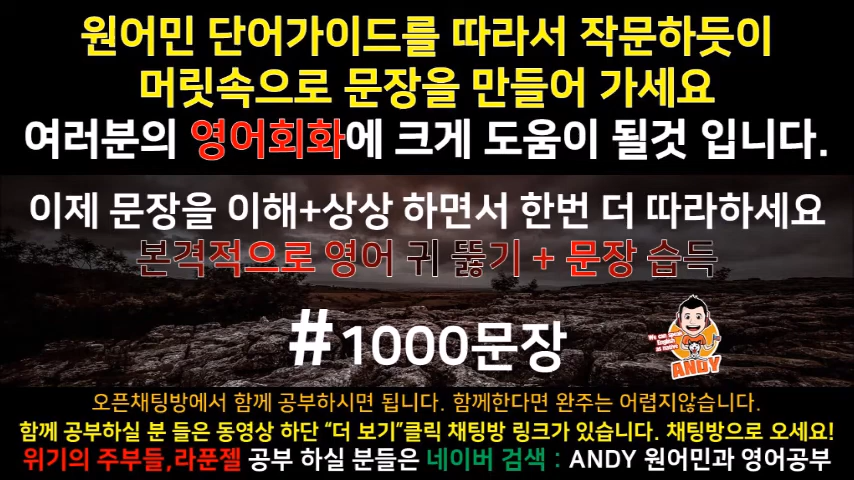 원어민 단어가이드를 따라서 작문하듯이
머릿속으로 문장을 만들어 가세요
여러분의 영어회화에 크게 도움이 될것 입니다.
이제 문장을 이해+상상 하면서 한번 더 따라하세요
본격적으로 영어 귀 뚫기 + 문장 습득
#1000문장
We can speak
English
as Native
ANDY
오픈채팅방에서 함께 공부하시면 됩니다. 함께한다면 완주는 어렵지않습니다.
함께 공부하실 분 들은 동영상 하단 “더 보기”클릭 채팅방 링크가 있습니다. 채팅방으로 오세요!
위기의 주부들,라푼젤 공부 하실 분들은 네이버 검색 : ANDY 원어민과 영어공부